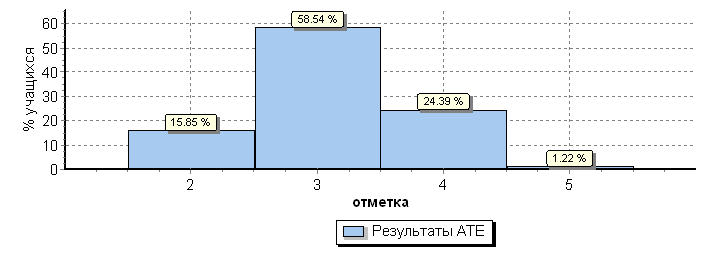 % учащихся
60
50
40
30
20
10
0
15.85 %
58.54 %
24.39 %
1.22 %
2 3 4 5
отметка
Результаты АТЕ